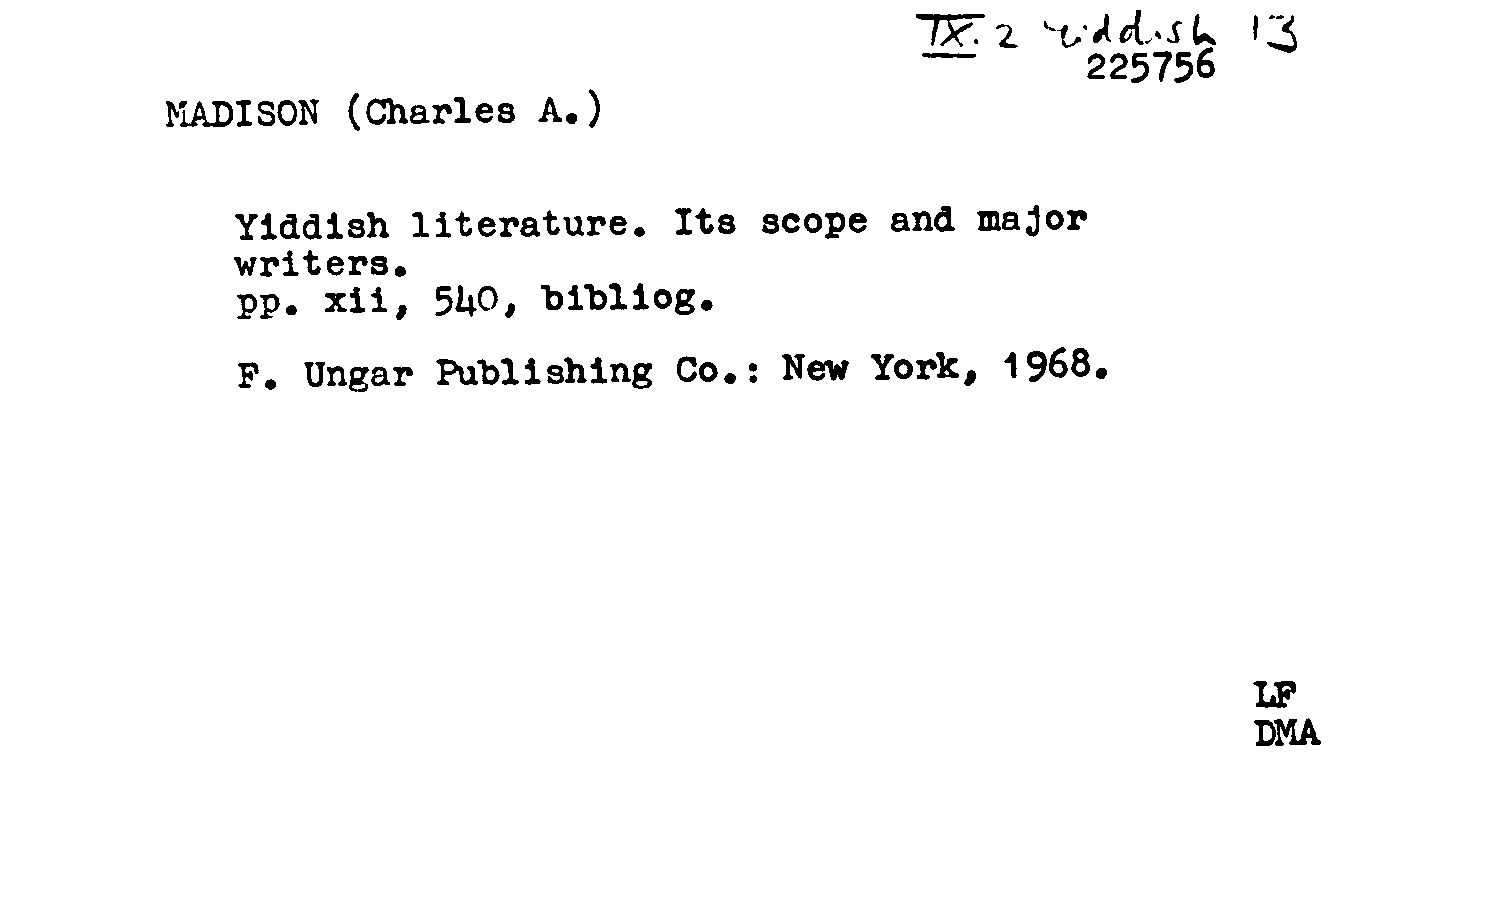 IX. 2 Yiddish 13
225756
MADISON (Charles A.)
Yiddish literature. Its scope and major
writers.
pp. xii, 540, bibliog.
F. Ungar Publishing Co.: New York, 1968.
LF
DMA